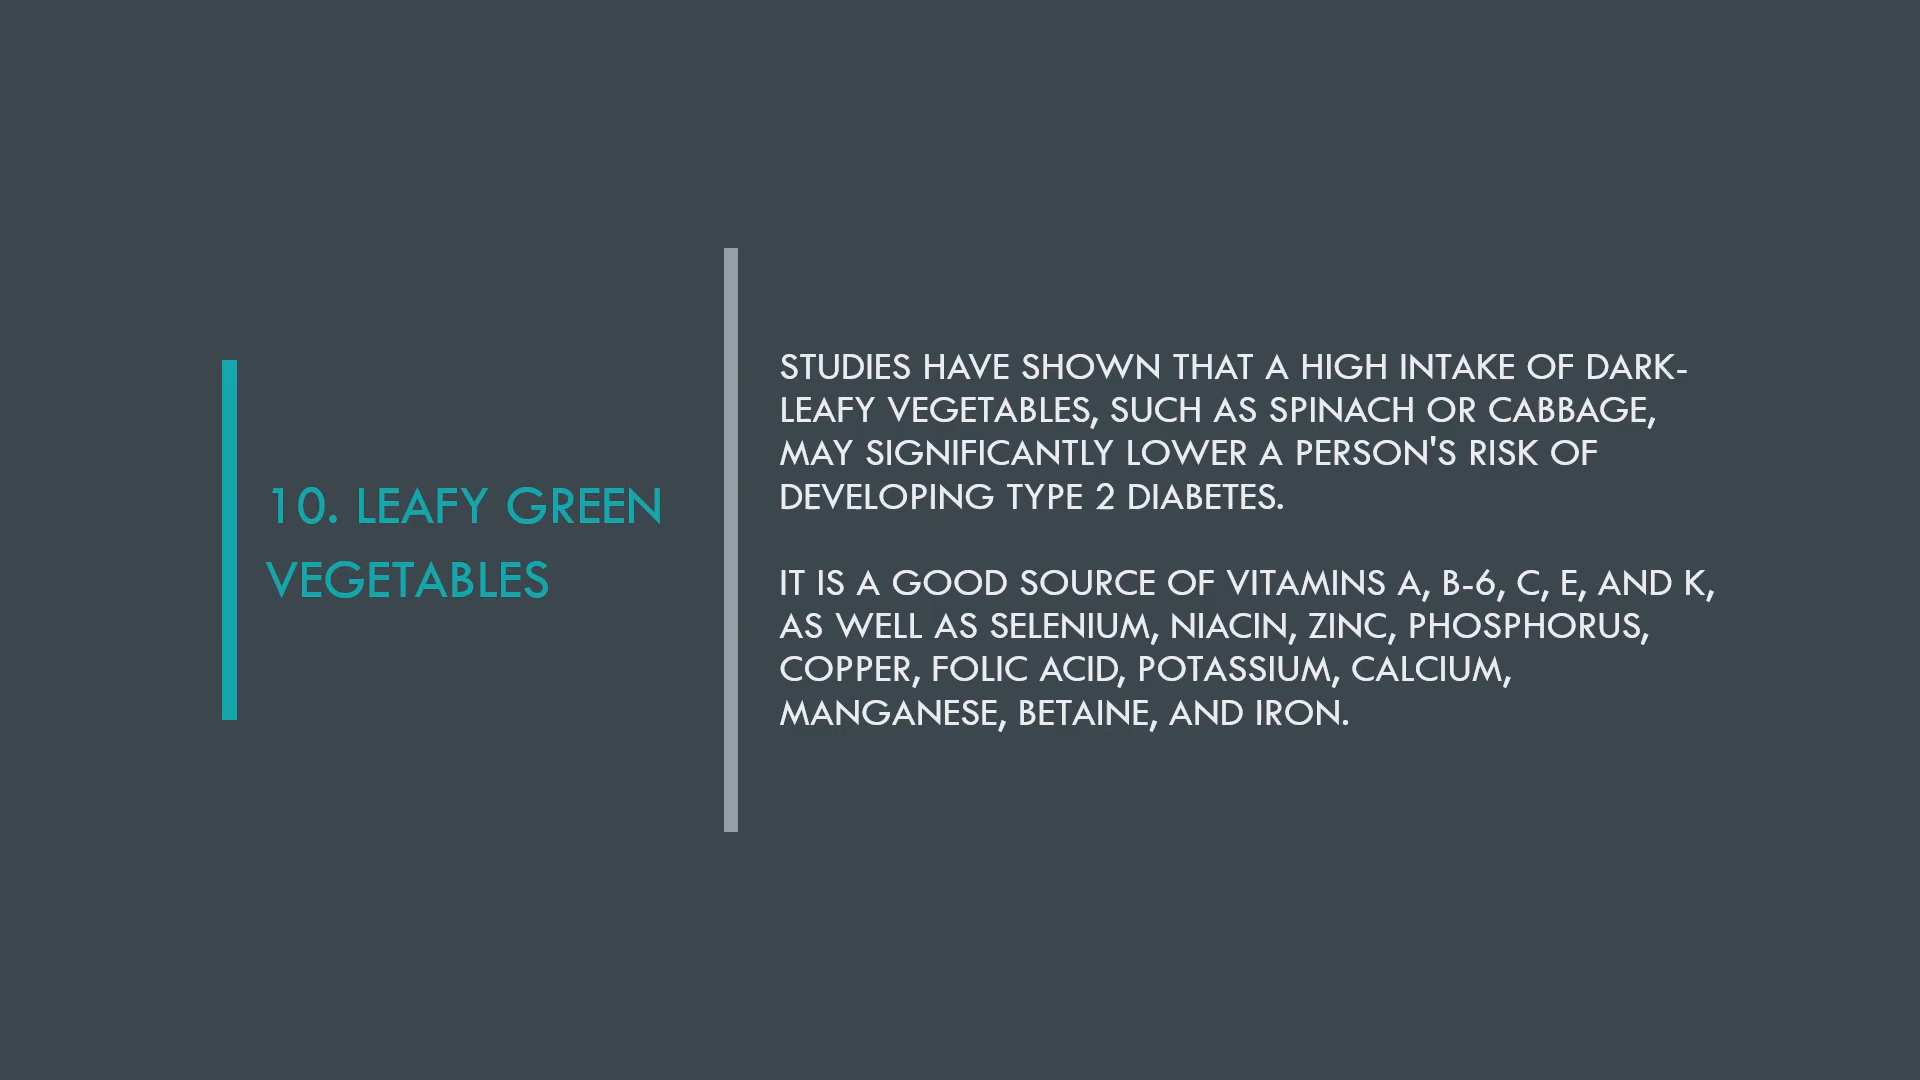 10. LEAFY GREEN
VEGETABLES
STUDIES HAVE SHOWN THAT A HIGH INTAKE OF DARK-
LEAFY VEGETABLES, SUCH AS SPINACH OR CABBAGE,
MAY SIGNIFICANTLY LOWER A PERSON'S RISK OF
DEVELOPING TYPE 2 DIABETES.
IT IS A GOOD SOURCE OF VITAMINS A, B-6, C, E, AND K,
AS WELL AS SELENIUM, NIACIN, ZINC, PHOSPHORUS,
COPPER, FOLIC ACID, POTASSIUM, CALCIUM,
MANGANESE, BETAINE, AND IRON.